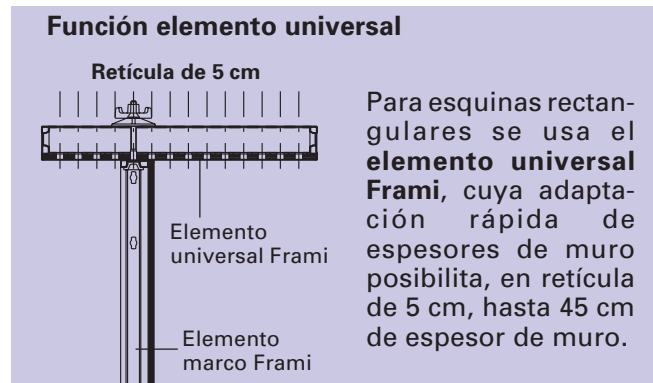 Función elemento universal
Retícula de 5 cm
Para esquinas rectan-
gulares se usa el
elemento universal
Frami, cuya adapta-
ción rápida de
espesores de muro
posibilita, en retícula
de 5 cm, hasta 45 cm
de espesor de muro.
Elemento
universal Frami
Elemento
marco Frami